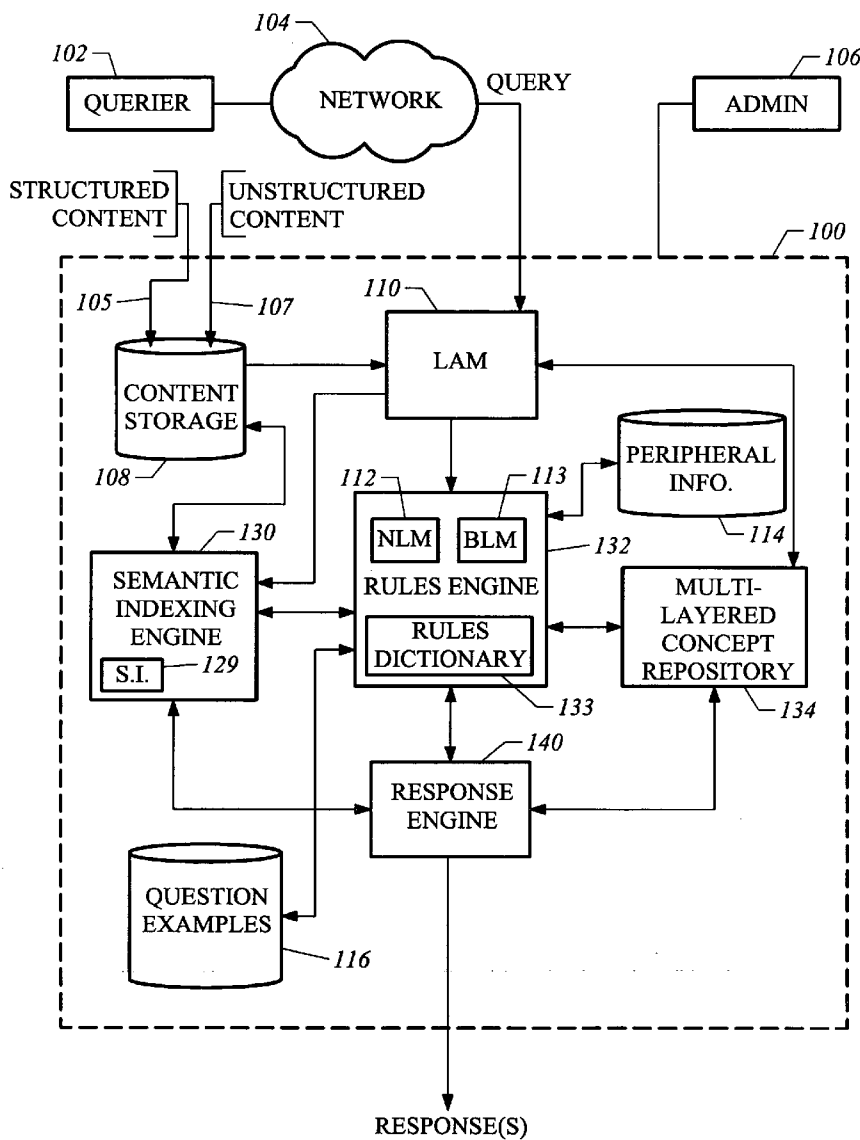 104
102
106
QUERIER
NETWORK
QUERY
ADMIN
STRUCTURED
CONTENT
UNSTRUCTURED
CONTENT
100
105
107
110
LAM
CONTENT
STORAGE
108
PERIPHERAL
INFO.
114
112
113
NLM
BLM
132
RULES ENGINE
RULES
DICTIONARY
133
130
SEMANTIC
INDEXING
ENGINE
S.I.
129
MULTI-
LAYERED
CONCEPT
REPOSITORY
134
140
RESPONSE
ENGINE
QUESTION
EXAMPLES
116
RESPONSE(S)